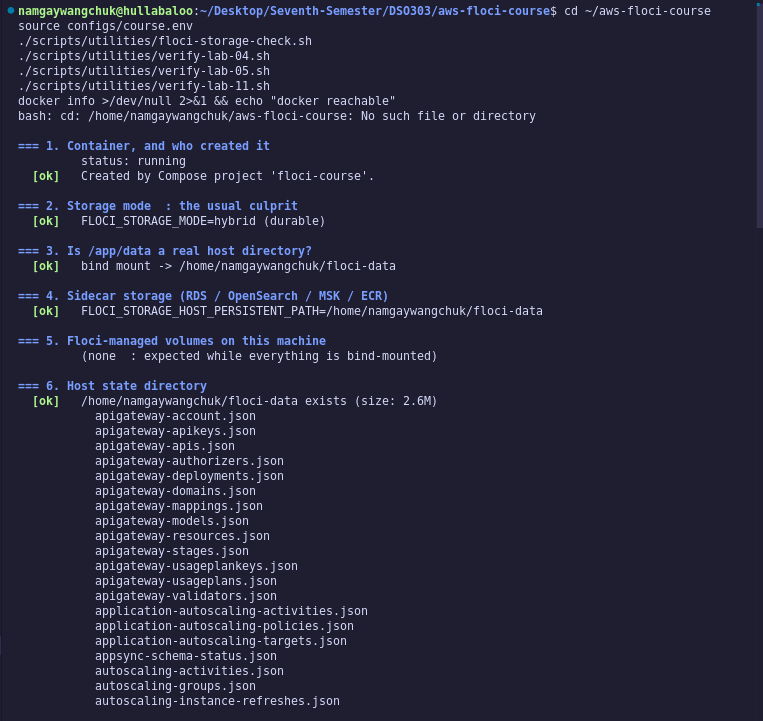 namgaywangchuk@hullabaloo:~/Desktop/Seventh-Semester/DSO303/aws-floci-course$ cd ~/aws-floci-course
source configs/course.env
./scripts/utilities/floci-storage-check.sh
./scripts/utilities/verify-lab-04.sh
./scripts/utilities/verify-lab-05.sh
./scripts/utilities/verify-lab-11.sh
docker info >/dev/null 2>&1 && echo "docker reachable"
bash: cd: /home/namgaywangchuk/aws-floci-course: No such file or directory
=== 1. Container, and who created it
status: running
[ok] Created by Compose project 'floci-course'.
=== 2. Storage mode  : the usual culprit
[ok] FLOCI_STORAGE_MODE=hybrid (durable)
=== 3. Is /app/data a real host directory?
[ok] bind mount -> /home/namgaywangchuk/floci-data
=== 4. Sidecar storage (RDS / OpenSearch / MSK / ECR)
[ok] FLOCI_STORAGE_HOST_PERSISTENT_PATH=/home/namgaywangchuk/floci-data
=== 5. Floci-managed volumes on this machine
(none  : expected while everything is bind-mounted)
=== 6. Host state directory
[ok] /home/namgaywangchuk/floci-data exists (size: 2.6M)
apigateway-account.json
apigateway-apikeys.json
apigateway-apis.json
apigateway-authorizers.json
apigateway-deployments.json
apigateway-domains.json
apigateway-mappings.json
apigateway-models.json
apigateway-resources.json
apigateway-stages.json
apigateway-usageplankeys.json
apigateway-usageplans.json
apigateway-validators.json
application-autoscaling-activities.json
application-autoscaling-policies.json
application-autoscaling-targets.json
appsync-schema-status.json
autoscaling-activities.json
autoscaling-groups.json
autoscaling-instance-refreshes.json